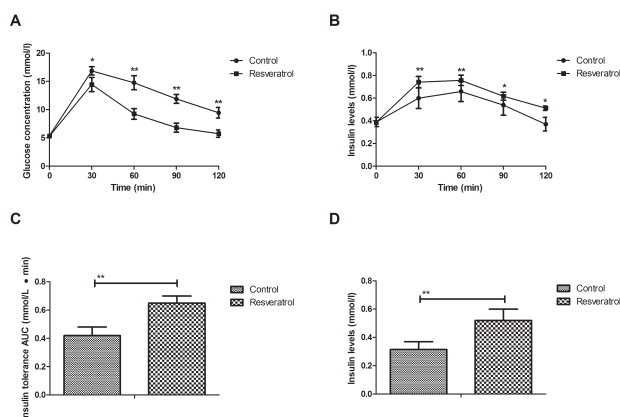 A
Glucose concentration (mmol/l)
20
15
10
5
0
*
**
**
**
0 30 60 90 120
Time (min)
Control
Resveratrol
B
Insulin levels (mmol/l)
1.0
0.8
0.6
0.4
0.2
0.0
**
**
*
*
0 30 60 90 120
Time (min)
Control
Resveratrol
C
nsulin tolerance AUC (mmol/L • min)
0.8
0.6
0.4
0.2
0.0
**
Control
Resveratrol
D
Insulin levels (mmol/l)
0.8
0.6
0.4
0.2
0.0
**
Control
Resveratrol